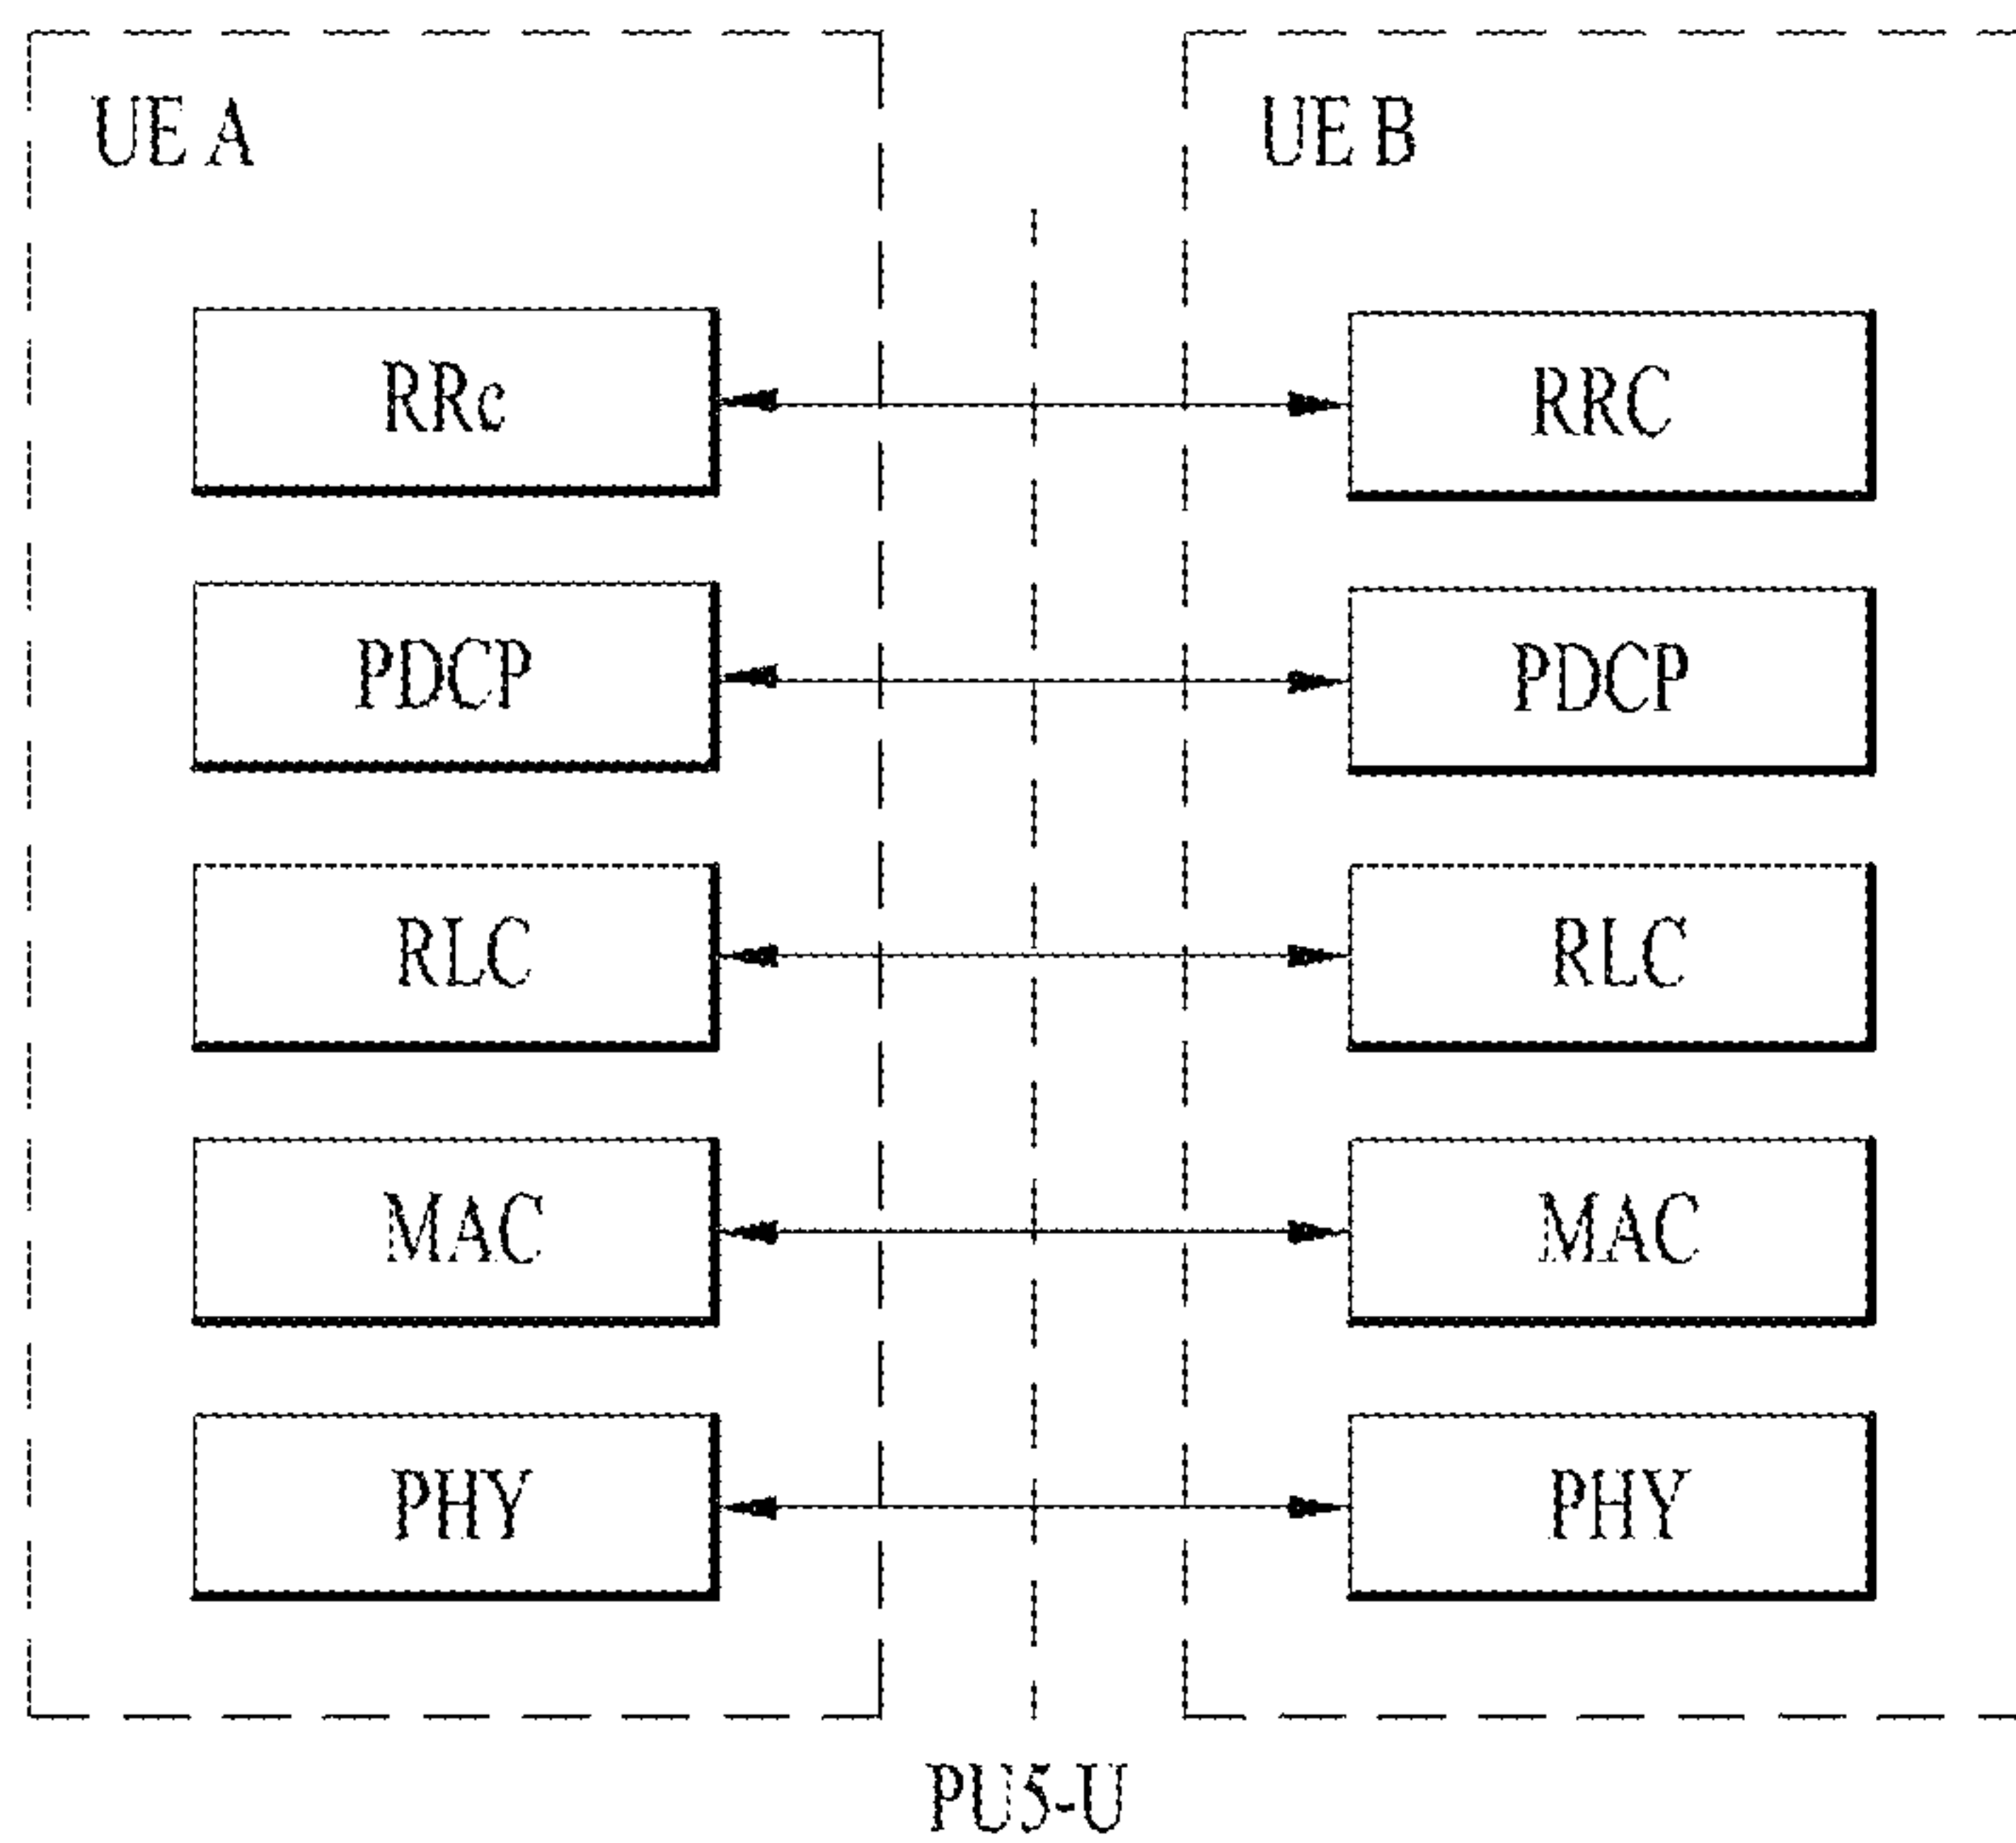 UE A
UE B
RRc
RRC
PDCP
PDCP
RLC
RLC
MAC
MAC
PHY
PHY
PU5-U